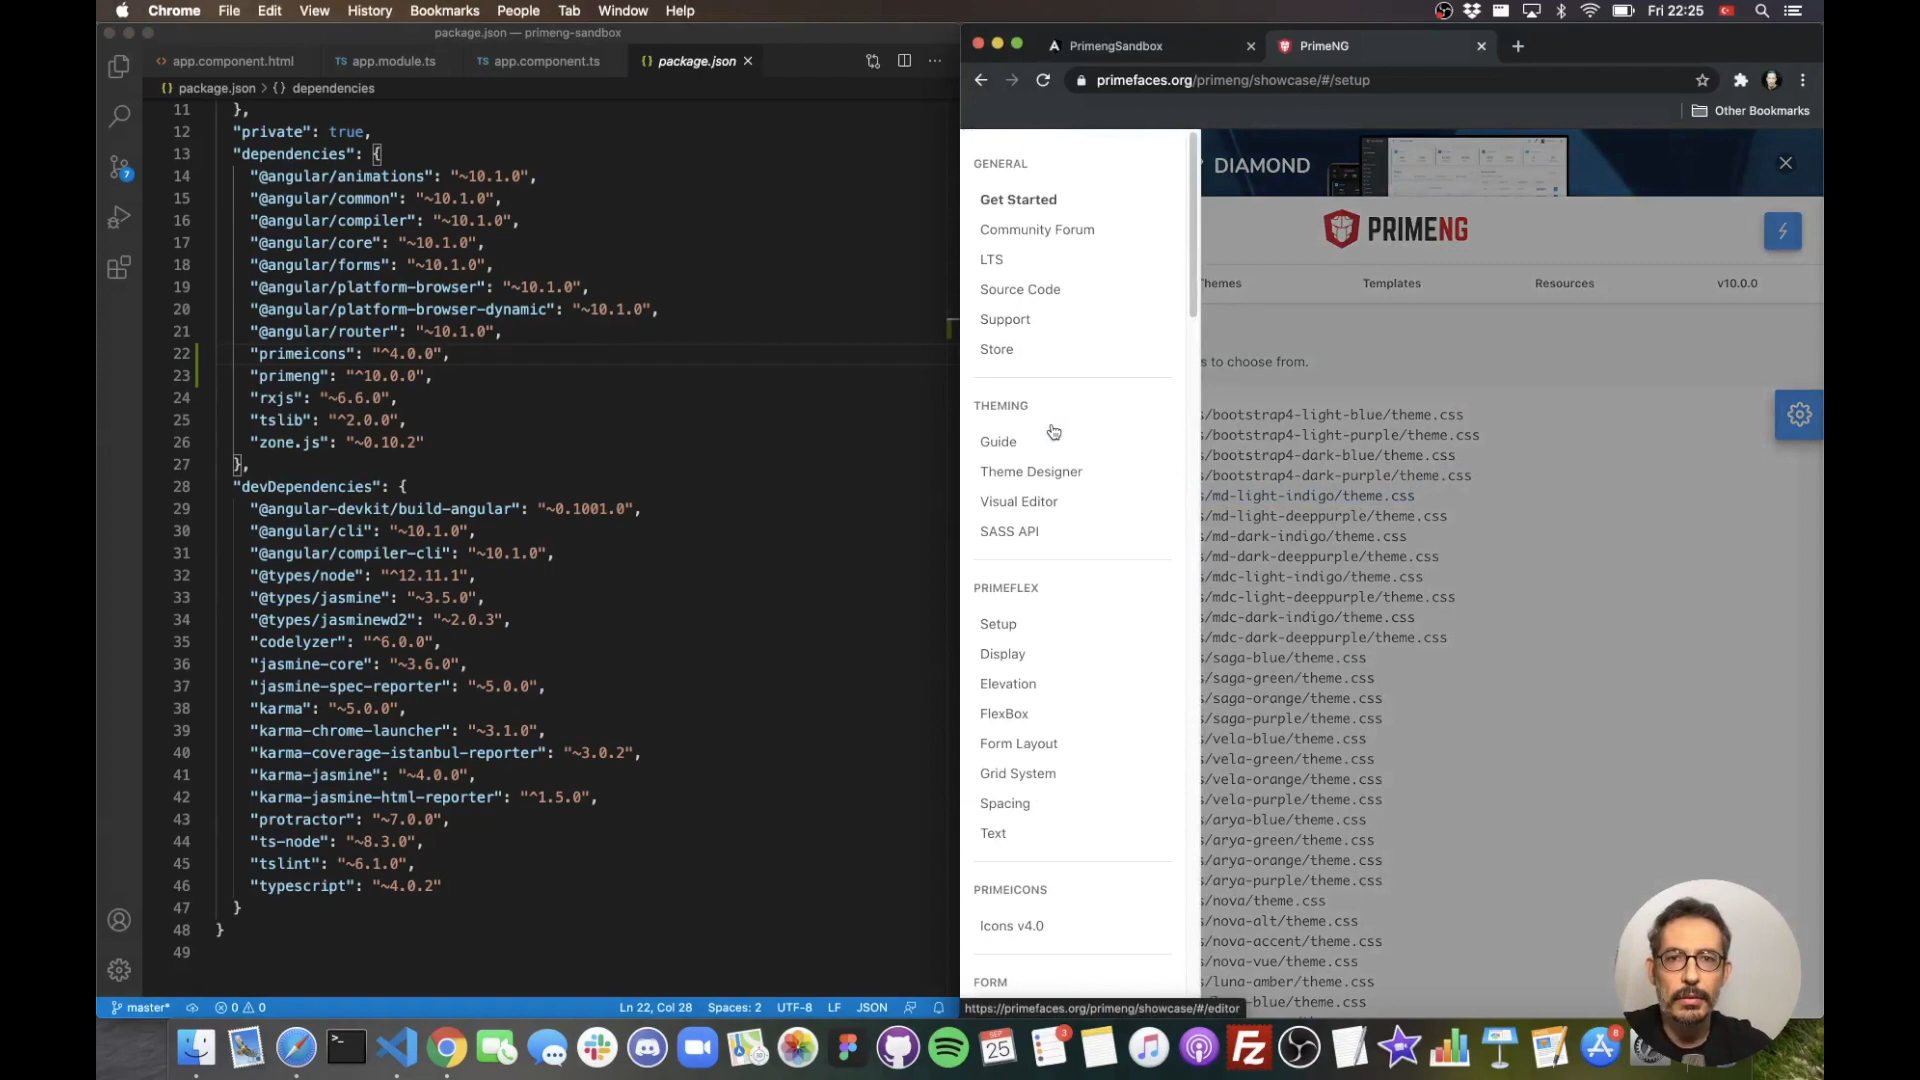 Chrome File Edit View History Bookmarks People Tab Window Help
Fri 22:25
package.json — primeng-sandbox
app.component.html
TS app.module.ts
TS app.component.ts
{} package.json
{} package.json > {} dependencies
11 },
12 "private": true,
13 "dependencies": {
14 "@angular/animations": "~10.1.0",
15 "@angular/common": "~10.1.0",
16 "@angular/compiler": "~10.1.0",
17 "@angular/core": "~10.1.0",
18 "@angular/forms": "~10.1.0",
19 "@angular/platform-browser": "~10.1.0",
20 "@angular/platform-browser-dynamic": "~10.1.0",
21 "@angular/router": "~10.1.0",
22 "primeicons": "^4.0.0",
23 "primeng": "^10.0.0",
24 "rxjs": "~6.6.0",
25 "tslib": "^2.0.0",
26 "zone.js": "~0.10.2"
27 },
28 "devDependencies": {
29 "@angular-devkit/build-angular": "~0.1001.0",
30 "@angular/cli": "~10.1.0",
31 "@angular/compiler-cli": "~10.1.0",
32 "@types/node": "^12.11.1",
33 "@types/jasmine": "~3.5.0",
34 "@types/jasminewd2": "~2.0.3",
35 "codelyzer": "^6.0.0",
36 "jasmine-core": "~3.6.0",
37 "jasmine-spec-reporter": "~5.0.0",
38 "karma": "~5.0.0",
39 "karma-chrome-launcher": "~3.1.0",
40 "karma-coverage-istanbul-reporter": "~3.0.2",
41 "karma-jasmine": "~4.0.0",
42 "karma-jasmine-html-reporter": "^1.5.0",
43 "protractor": "~7.0.0",
44 "ts-node": "~8.3.0",
45 "tslint": "~6.1.0",
46 "typescript": "~4.0.2"
47 }
48 }
49
7
master*
0 0
Ln 22, Col 28
Spaces: 2
UTF-8
LF
JSON
PrimengSandbox
PrimeNG
primefaces.org/primeng/showcase/#/setup
Other Bookmarks
GENERAL
Get Started
Community Forum
LTS
Source Code
Support
Store
THEMING
Guide
Theme Designer
Visual Editor
SASS API
PRIMEFLEX
Setup
Display
Elevation
FlexBox
Form Layout
Grid System
Spacing
Text
PRIMEICONS
Icons v4.0
FORM
https://primefaces.org/primeng/showcase/#/editor
DIAMOND
PRIMENG
hemes
Templates
Resources
v10.0.0
s to choose from.
s/bootstrap4-light-blue/theme.css
s/bootstrap4-light-purple/theme.css
s/bootstrap4-dark-blue/theme.css
s/bootstrap4-dark-purple/theme.css
s/md-light-indigo/theme.css
s/md-light-deeppurple/theme.css
s/md-dark-indigo/theme.css
s/md-dark-deeppurple/theme.css
s/mdc-light-indigo/theme.css
s/mdc-light-deeppurple/theme.css
s/mdc-dark-indigo/theme.css
s/mdc-dark-deeppurple/theme.css
s/saga-blue/theme.css
s/saga-green/theme.css
s/saga-orange/theme.css
s/saga-purple/theme.css
s/vela-blue/theme.css
s/vela-green/theme.css
s/vela-orange/theme.css
s/vela-purple/theme.css
s/arya-blue/theme.css
s/arya-green/theme.css
s/arya-orange/theme.css
s/arya-purple/theme.css
s/nova/theme.css
s/nova-alt/theme.css
s/nova-accent/theme.css
s/nova-vue/theme.css
s/luna-amber/theme.css
-blue/theme.css
SEP
25
3
Fz
8